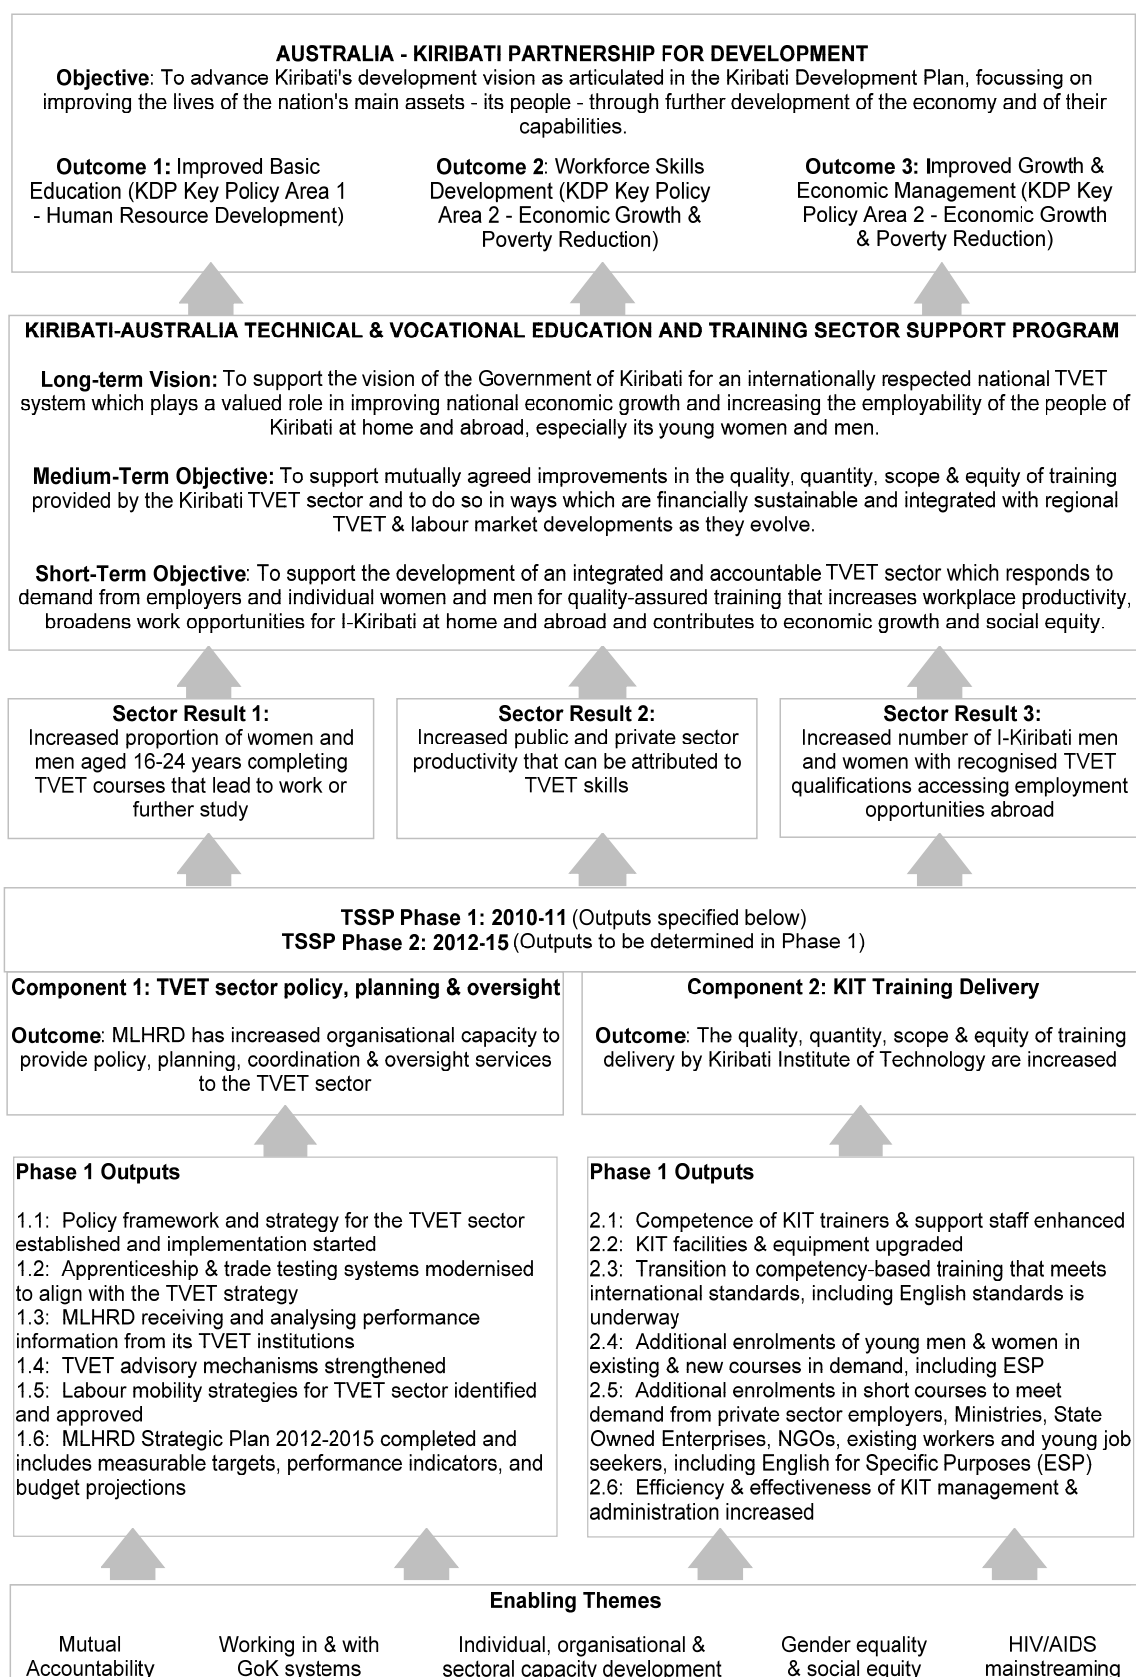 AUSTRALIA - KIRIBATI PARTNERSHIP FOR DEVELOPMENT
Objective: To advance Kiribati's development vision as articulated in the Kiribati Development Plan, focussing on
improving the lives of the nation's main assets - its people - through further development of the economy and of their
capabilities.
Outcome 1: Improved Basic
Education (KDP Key Policy Area 1
- Human Resource Development)
Outcome 2: Workforce Skills
Development (KDP Key Policy
Area 2 - Economic Growth &
Poverty Reduction)
Outcome 3: Improved Growth &
Economic Management (KDP Key
Policy Area 2 - Economic Growth
& Poverty Reduction)
KIRIBATI-AUSTRALIA TECHNICAL & VOCATIONAL EDUCATION AND TRAINING SECTOR SUPPORT PROGRAM
Long-term Vision: To support the vision of the Government of Kiribati for an internationally respected national TVET
system which plays a valued role in improving national economic growth and increasing the employability of the people of
Kiribati at home and abroad, especially its young women and men.
Medium-Term Objective: To support mutually agreed improvements in the quality, quantity, scope & equity of training
provided by the Kiribati TVET sector and to do so in ways which are financially sustainable and integrated with regional
TVET & labour market developments as they evolve.
Short-Term Objective: To support the development of an integrated and accountable TVET sector which responds to
demand from employers and individual women and men for quality-assured training that increases workplace productivity,
broadens work opportunities for I-Kiribati at home and abroad and contributes to economic growth and social equity.
Sector Result 1:
Increased proportion of women and
men aged 16-24 years completing
TVET courses that lead to work or
further study
Sector Result 2:
Increased public and private sector
productivity that can be attributed to
TVET skills
Sector Result 3:
Increased number of I-Kiribati men
and women with recognised TVET
qualifications accessing employment
opportunities abroad
TSSP Phase 1: 2010-11 (Outputs specified below)
TSSP Phase 2: 2012-15 (Outputs to be determined in Phase 1)
Component 1: TVET sector policy, planning & oversight
Outcome: MLHRD has increased organisational capacity to
provide policy, planning, coordination & oversight services
to the TVET sector
Component 2: KIT Training Delivery
Outcome: The quality, quantity, scope & equity of training
delivery by Kiribati Institute of Technology are increased
Phase 1 Outputs
1.1: Policy framework and strategy for the TVET sector
established and implementation started
1.2: Apprenticeship & trade testing systems modernised
to align with the TVET strategy
1.3: MLHRD receiving and analysing performance
information from its TVET institutions
1.4: TVET advisory mechanisms strengthened
1.5: Labour mobility strategies for TVET sector identified
and approved
1.6: MLHRD Strategic Plan 2012-2015 completed and
includes measurable targets, performance indicators, and
budget projections
Phase 1 Outputs
2.1: Competence of KIT trainers & support staff enhanced
2.2: KIT facilities & equipment upgraded
2.3: Transition to competency-based training that meets
international standards, including English standards is
underway
2.4: Additional enrolments of young men & women in
existing & new courses in demand, including ESP
2.5: Additional enrolments in short courses to meet
demand from private sector employers, Ministries, State
Owned Enterprises, NGOs, existing workers and young job
seekers, including English for Specific Purposes (ESP)
2.6: Efficiency & effectiveness of KIT management &
administration increased
Enabling Themes
Mutual
Accountability
Working in & with
GoK systems
Individual, organisational &
sectoral capacity development
Gender equality
& social equity
HIV/AIDS
mainstreaming